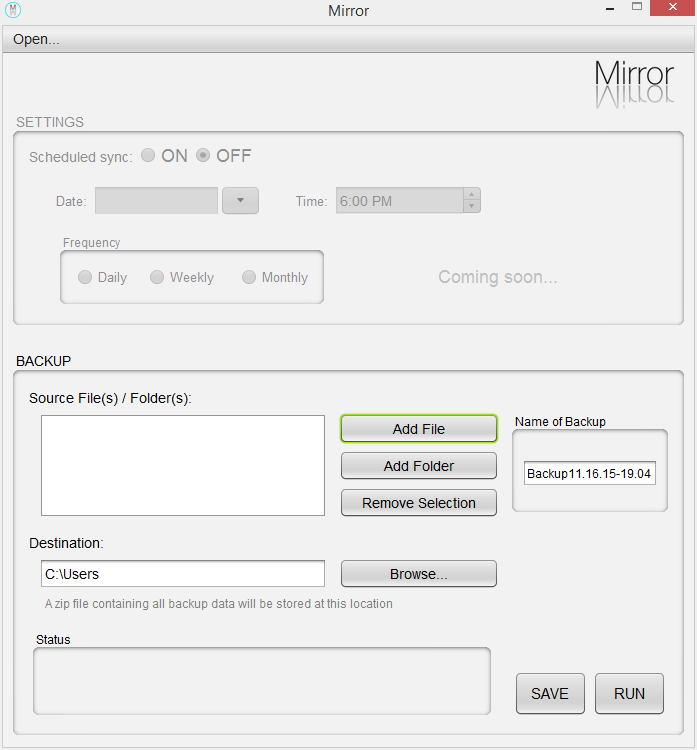 Mirror
Open...
Mirror
SETTINGS
Scheduled sync: ON OFF
Date: Time: 6:00 PM
Frequency
Daily Weekly Monthly
Coming soon...
BACKUP
Source File(s) / Folder(s):
Add File
Add Folder
Remove Selection
Name of Backup
Backup11.16.15-19.04
Destination:
C:\Users
Browse...
A zip file containing all backup data will be stored at this location
Status
SAVE RUN